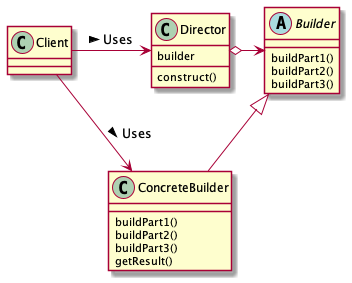 C Client
Uses
C Director
builder
construct()
A Builder
buildPart1()
buildPart2()
buildPart3()
Uses
C ConcreteBuilder
buildPart1()
buildPart2()
buildPart3()
getResult()